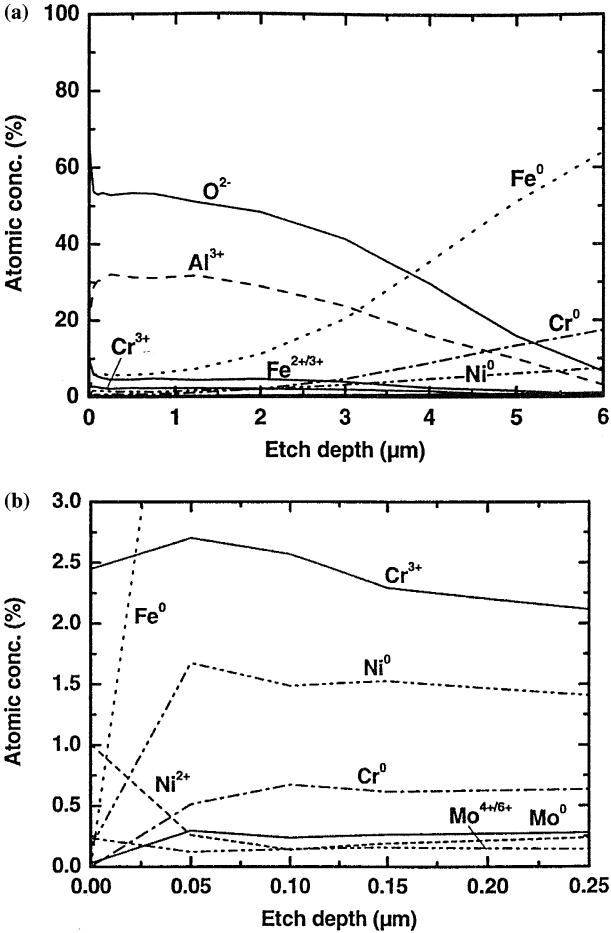 (a)
100
80
60
40
20
0
Atomic conc. (%)
O²⁻
Al³⁺
Cr³⁺
Fe²⁺/³⁺
Fe⁰
Cr⁰
Ni⁰
0 1 2 3 4 5 6
Etch depth (µm)
(b)
3.0
2.5
2.0
1.5
1.0
0.5
0.0
Atomic conc. (%)
Cr³⁺
Fe⁰
Ni⁰
Ni²⁺
Cr⁰
Mo⁴⁺/⁶⁺ Mo⁰
0.00 0.05 0.10 0.15 0.20 0.25
Etch depth (µm)